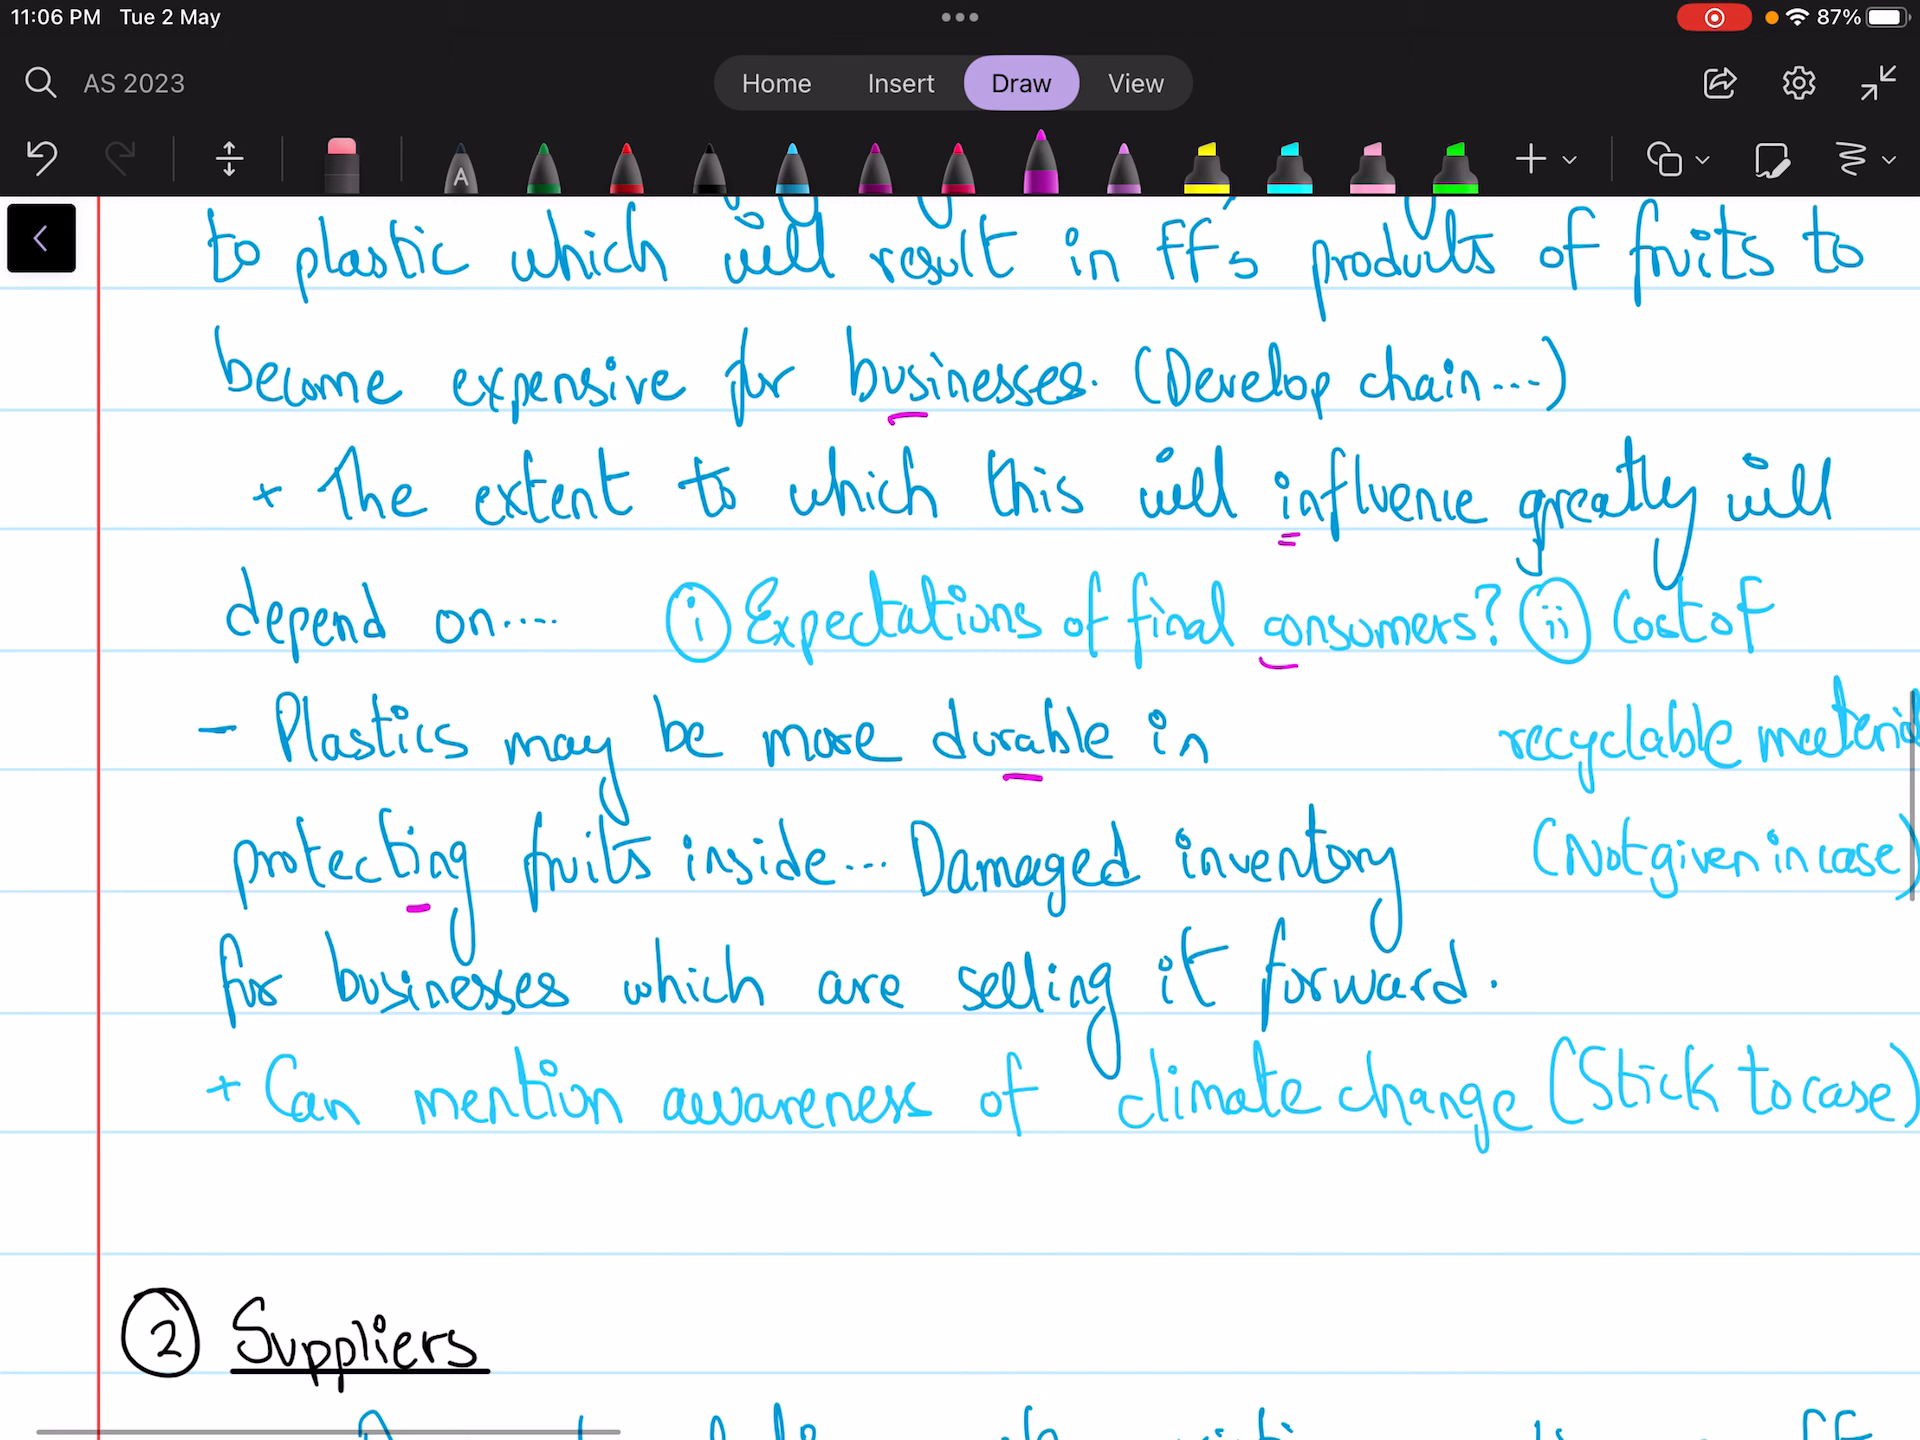 11:06 PM Tue 2 May
87%
AS 2023
Home Insert Draw View
A
to plastic which will result in FF's products of fruits to
become expensive for businesses. (Develop chain....)
+ The extent to which this will influence greatly will
depend on.... (i) Expectations of final consumers? (ii) Cost of
- Plastics may be more durable in recyclable material
protecting fruits inside... Damaged inventory (Not given in case)
for businesses which are selling it forward.
+ Can mention awareness of climate change (Stick to case)
2 Suppliers